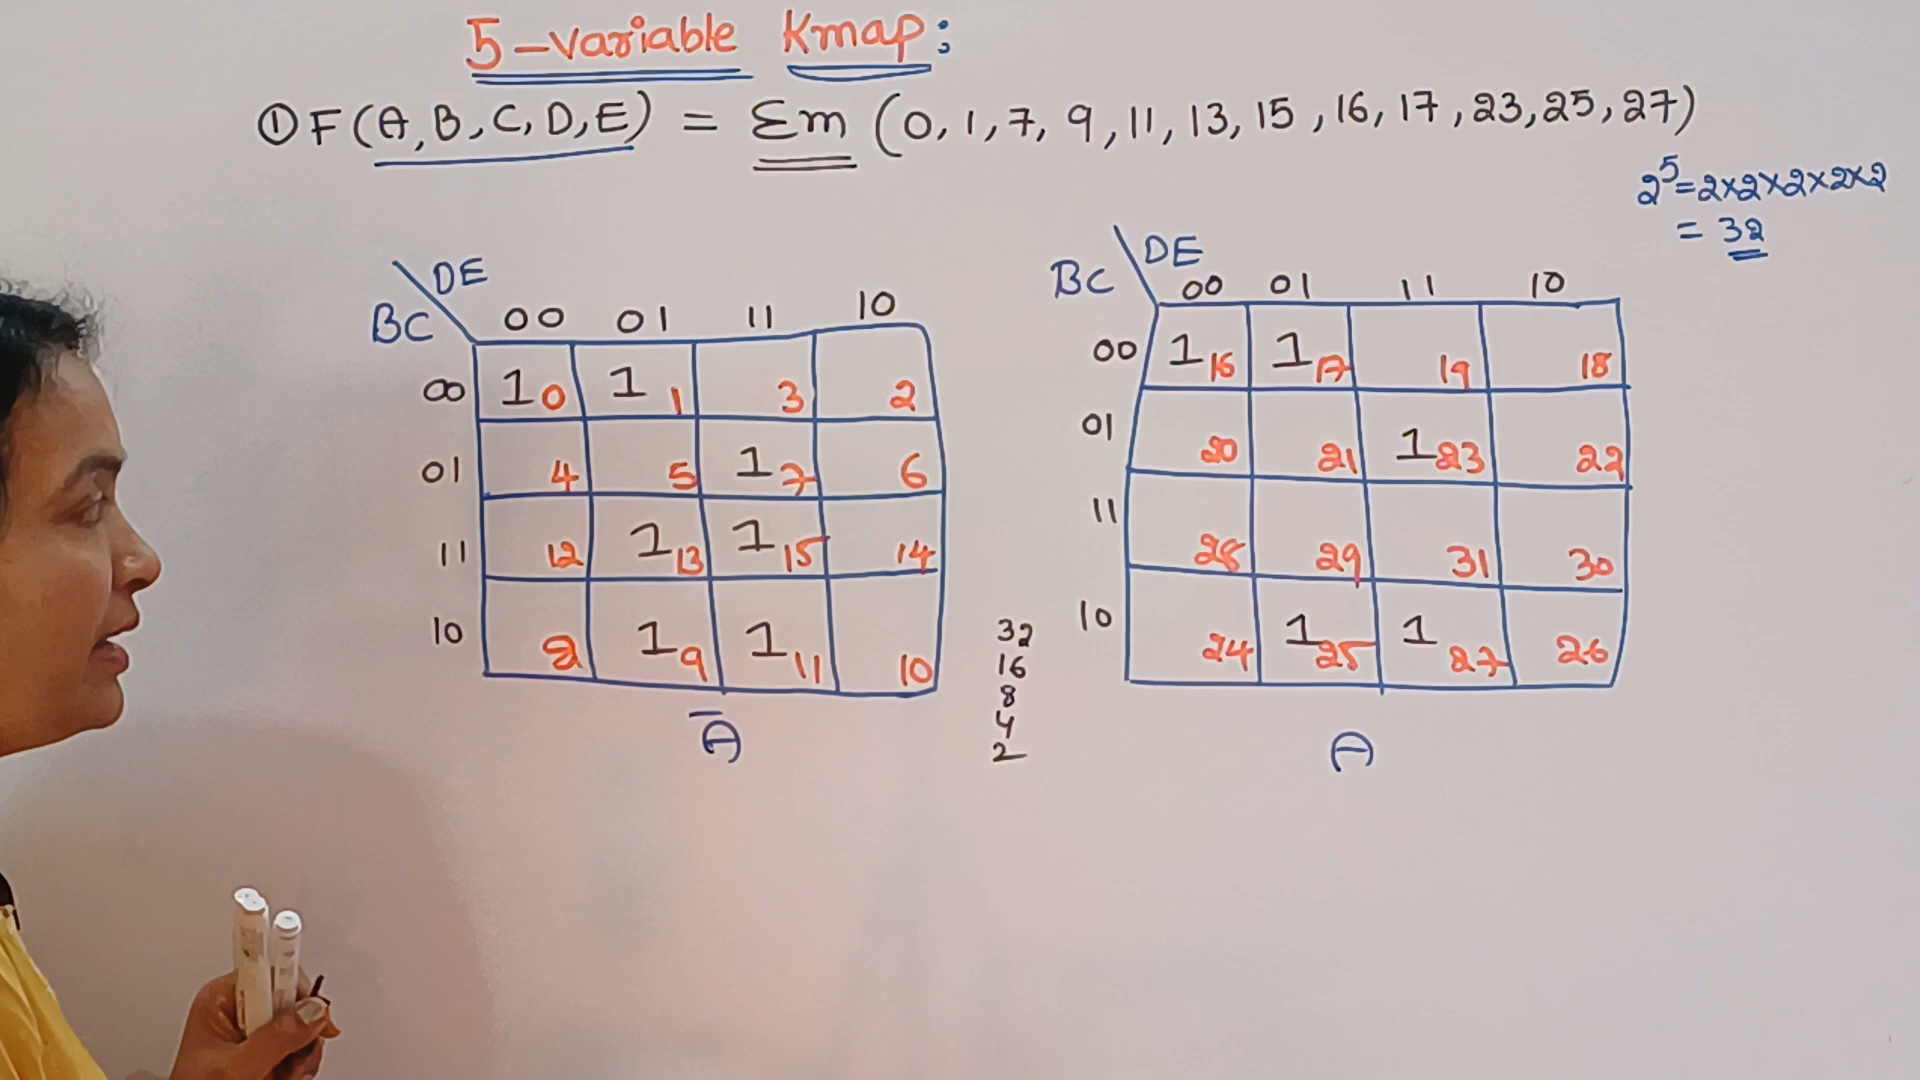 5-variable Kmap:
① F(A,B,C,D,E) = Σm (0,1,7,9,11,13,15,16,17,23,25,27)
2⁵=2×2×2×2×2
= 32
DE
BC 00 01 11 10
00 1 0 1 1 3 2
01 4 5 1 7 6
11 12 1 13 1 15 14
10 8 1 9 1 11 10
A̅
32
16
8
4
2
DE
BC 00 01 11 10
00 1 16 1 17 19 18
01 20 21 1 23 22
11 28 29 31 30
10 24 1 25 1 27 26
A